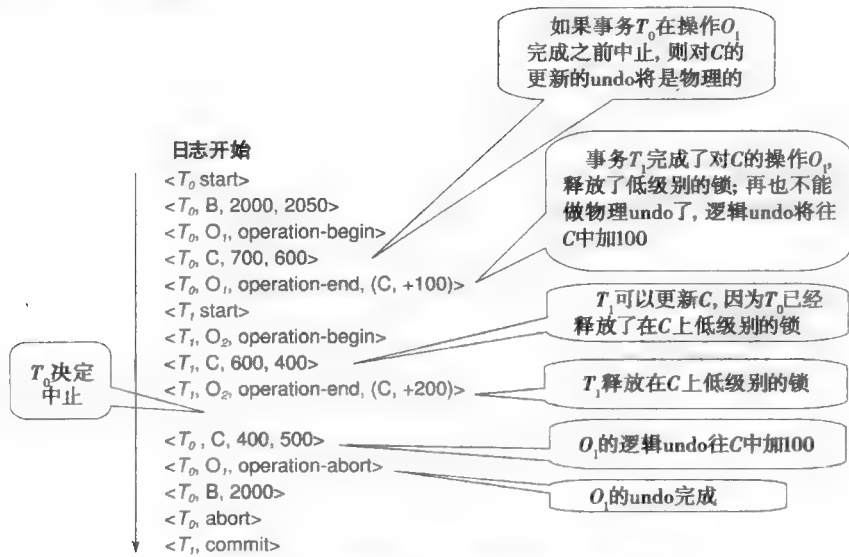 如果事务T₀在操作O₁
完成之前中止, 则对C的
更新的undo将是物理的
日志开始
<T₀ start>
<T₀, B, 2000, 2050>
<T₀, O₁, operation-begin>
<T₀, C, 700, 600>
<T₀, O₁, operation-end, (C, +100)>
<T₁ start>
<T₁, O₂, operation-begin>
<T₁, C, 600, 400>
<T₁, O₂, operation-end, (C, +200)>
<T₀ , C, 400, 500>
<T₀, O₁, operation-abort>
<T₀, B, 2000>
<T₀, abort>
<T₁, commit>
事务T₁完成了对C的操作O₁,
释放了低级别的锁; 再也不能
做物理undo了, 逻辑undo将往
C中加100
T₁可以更新C, 因为T₀已经
释放了在C上低级别的锁
T₀决定
中止
T₁释放在C上低级别的锁
O₁的逻辑undo往C中加100
O₁的undo完成